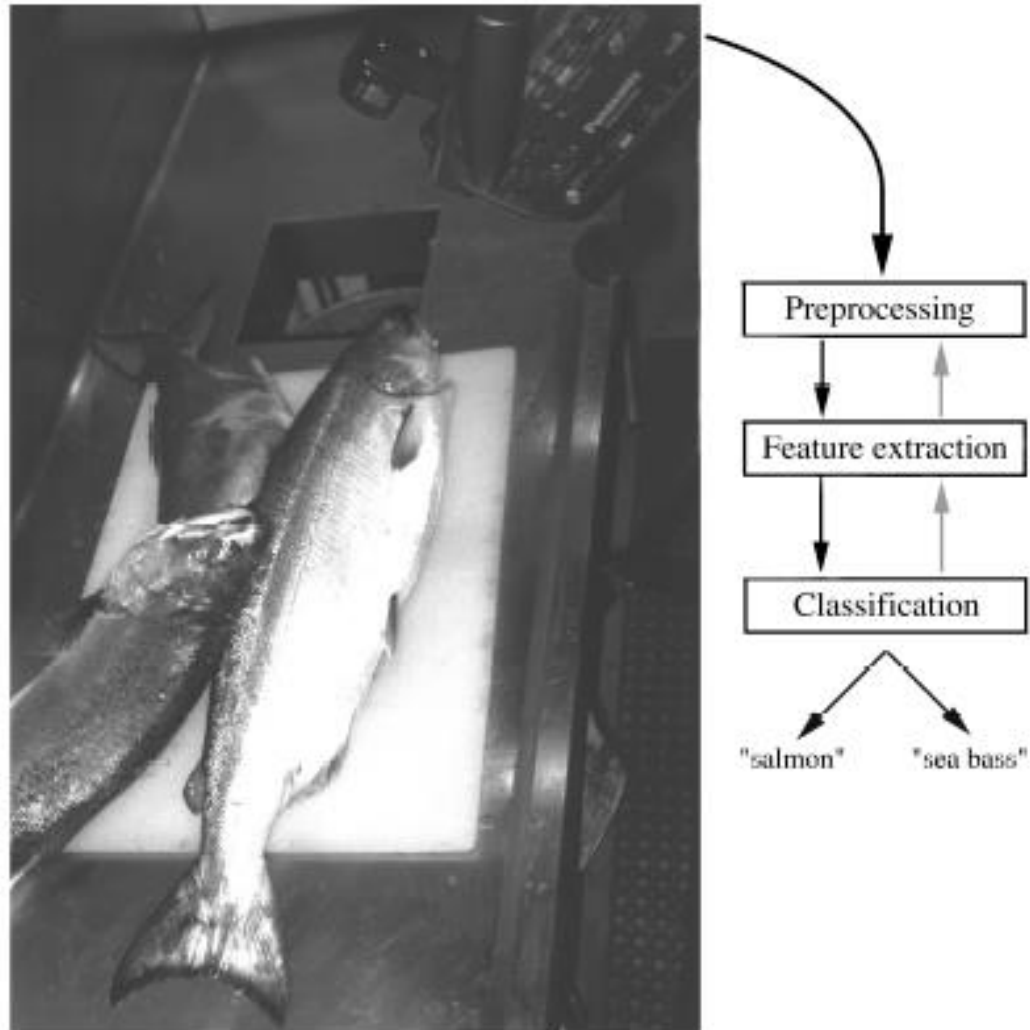 Preprocessing
Feature extraction
Classification
"salmon" "sea bass"